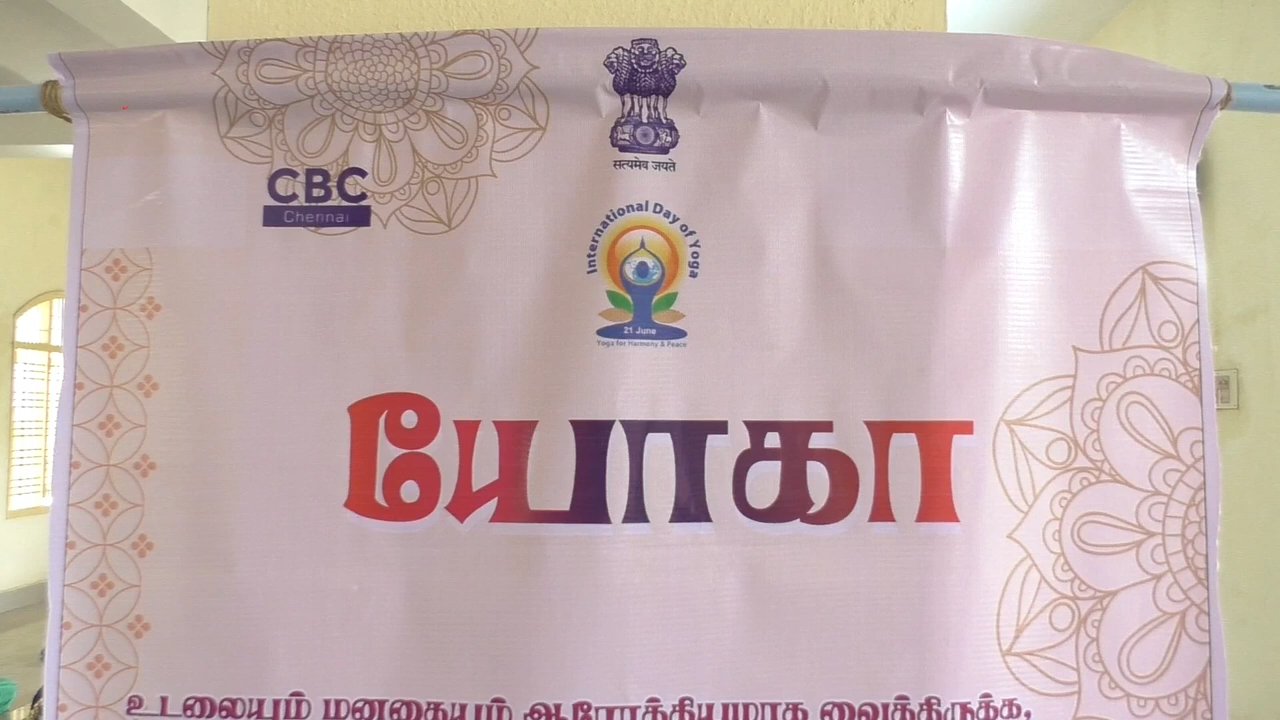 CBC
Chennai
सत्यमेव जयते
International Day of Yoga
21 June
Yoga for Harmony & Peace
யோகா
உடலையும் மனதையும் ஆரோக்கியமாக வைத்திருக்க,